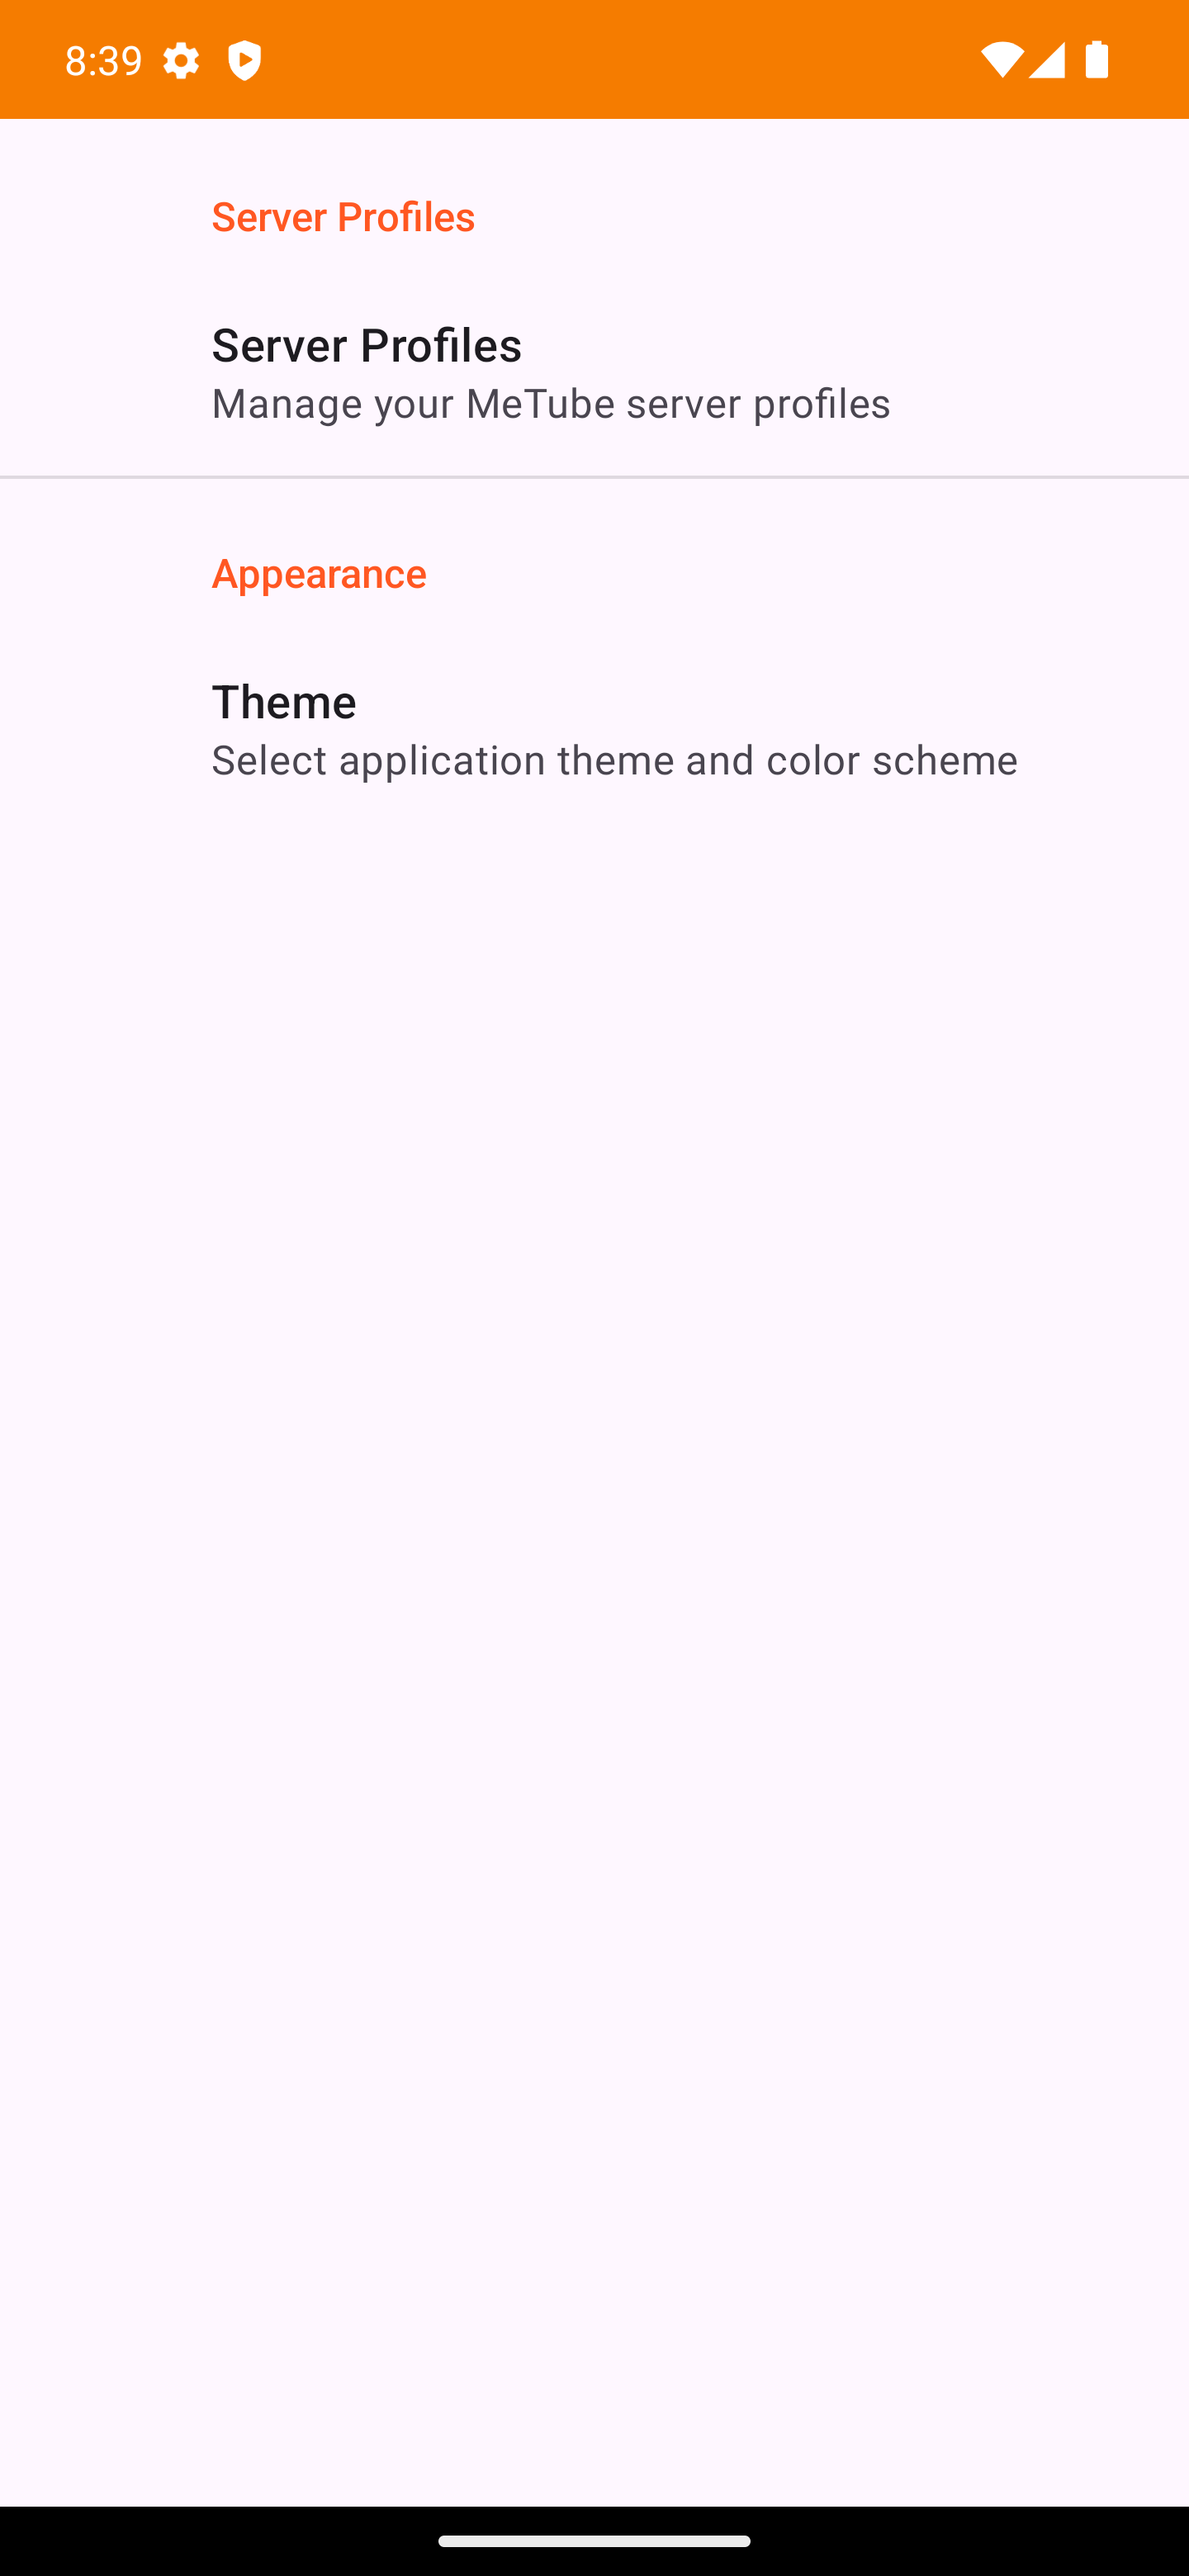 8:39
Server Profiles
Server Profiles
Manage your MeTube server profiles
Appearance
Theme
Select application theme and color scheme